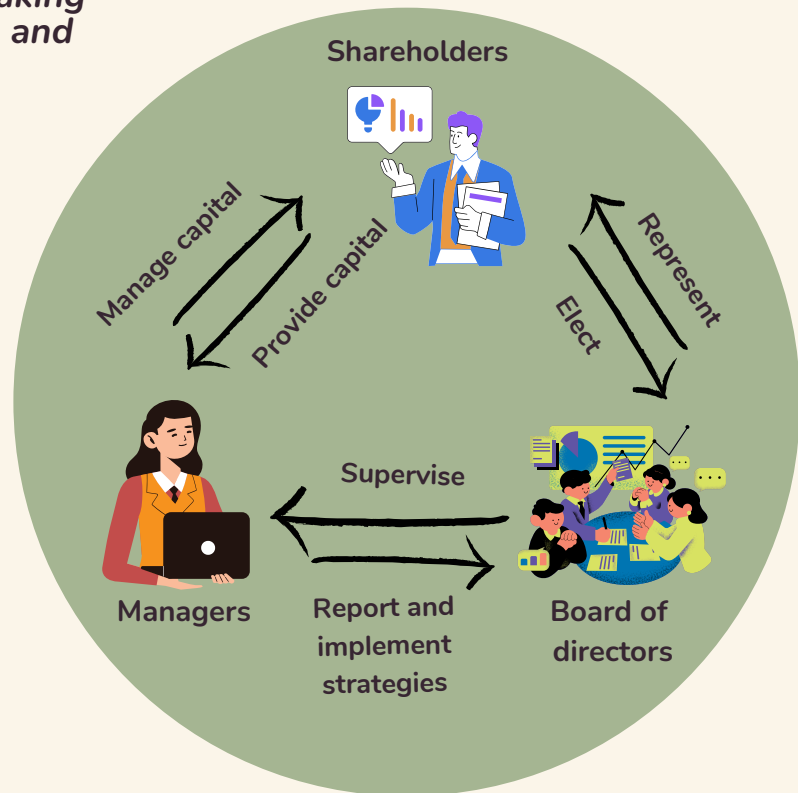 and
Shareholders
Manage capital
Provide capital
Represent
Elect
Supervise
Managers
Report and
implement
strategies
Board of
directors